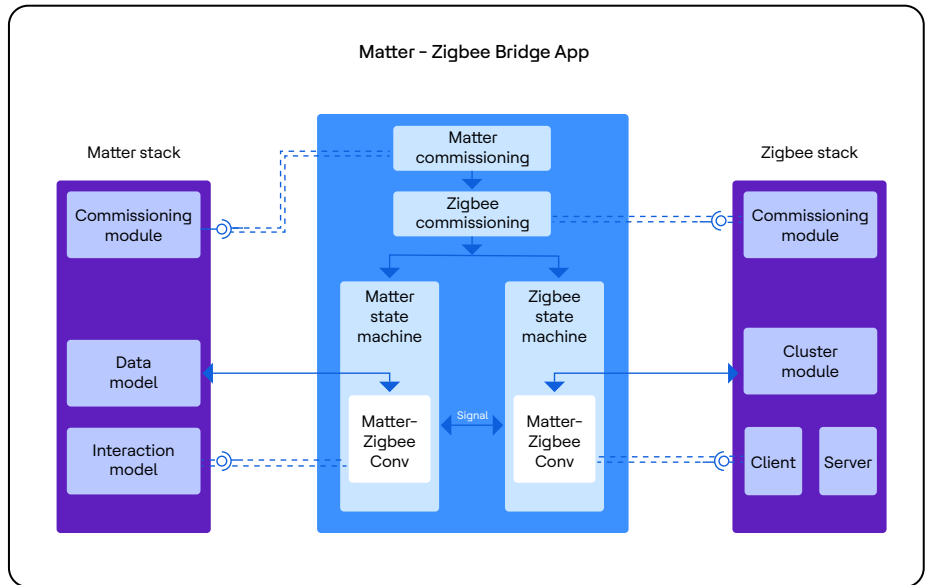 Matter - Zigbee Bridge App
Matter stack
Commissioning
module
Data
model
Interaction
model
Matter
commissioning
Zigbee
commissioning
Matter
state
machine
Matter-
Zigbee
Conv
Signal
Zigbee
state
machine
Matter-
Zigbee
Conv
Zigbee stack
Commissioning
module
Cluster
module
Client
Server